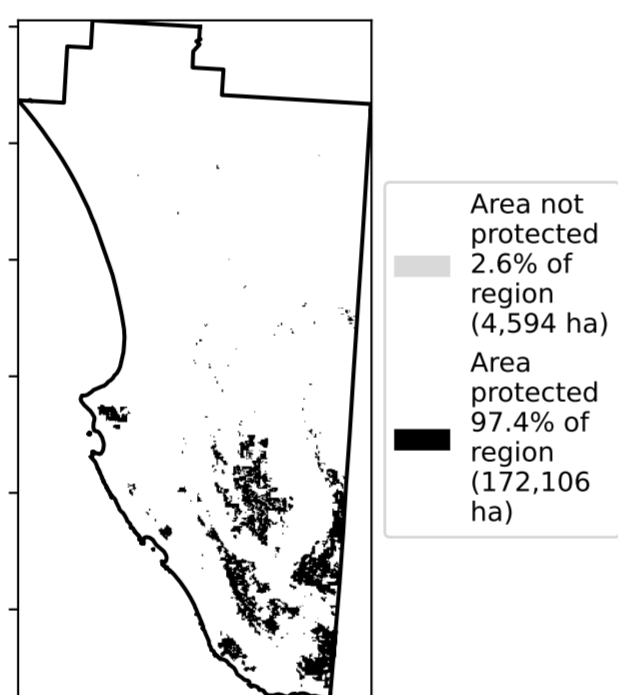 Area not
protected
2.6% of
region
(4,594 ha)
Area
protected
97.4% of
region
(172,106
ha)